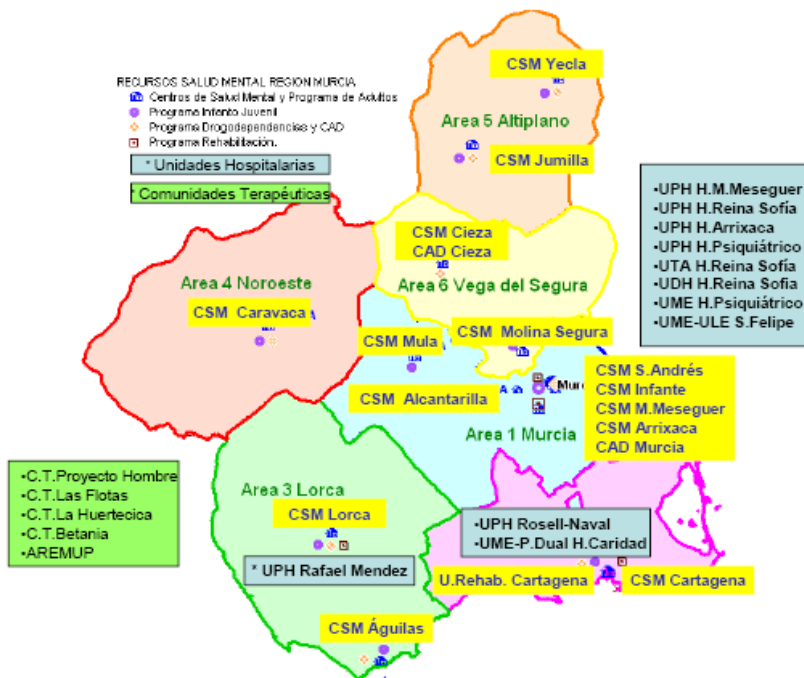 RECURSOS SALUD MENTAL REGION MURCIA
Centros de Salud Mental y Programa de Adultos
Programa Infanto Juvenil
Programa Drogodependencias y CAD
Programa Rehabilitación.
* Unidades Hospitalarias
* Comunidades Terapéuticas
CSM Yecla
Area 5 Altiplano
CSM Jumilla
•UPH H.M.Meseguer
•UPH H.Reina Sofía
•UPH H.Arrixaca
•UPH H.Psiquiátrico
•UTA H.Reina Sofía
•UDH H.Reina Sofia
•UME H.Psiquiátrico
•UME-ULE S.Felipe
CSM Cieza
CAD Cieza
Area 6 Vega del Segura
Area 4 Noroeste
CSM Caravaca
CSM Mula
CSM Molina Segura
CSM Alcantarilla
CSM S.Andrés
CSM Infante
CSM M.Meseguer
CSM Arrixaca
CAD Murcia
Area 1 Murcia
•C.T.Proyecto Hombre
•C.T.Las Flotas
•C.T.La Huertecica
•C.T.Betania
•AREMUP
Area 3 Lorca
CSM Lorca
* UPH Rafael Mendez
•UPH Rosell-Naval
•UME-P.Dual H.Caridad
U.Rehab. Cartagena
CSM Cartagena
CSM Águilas